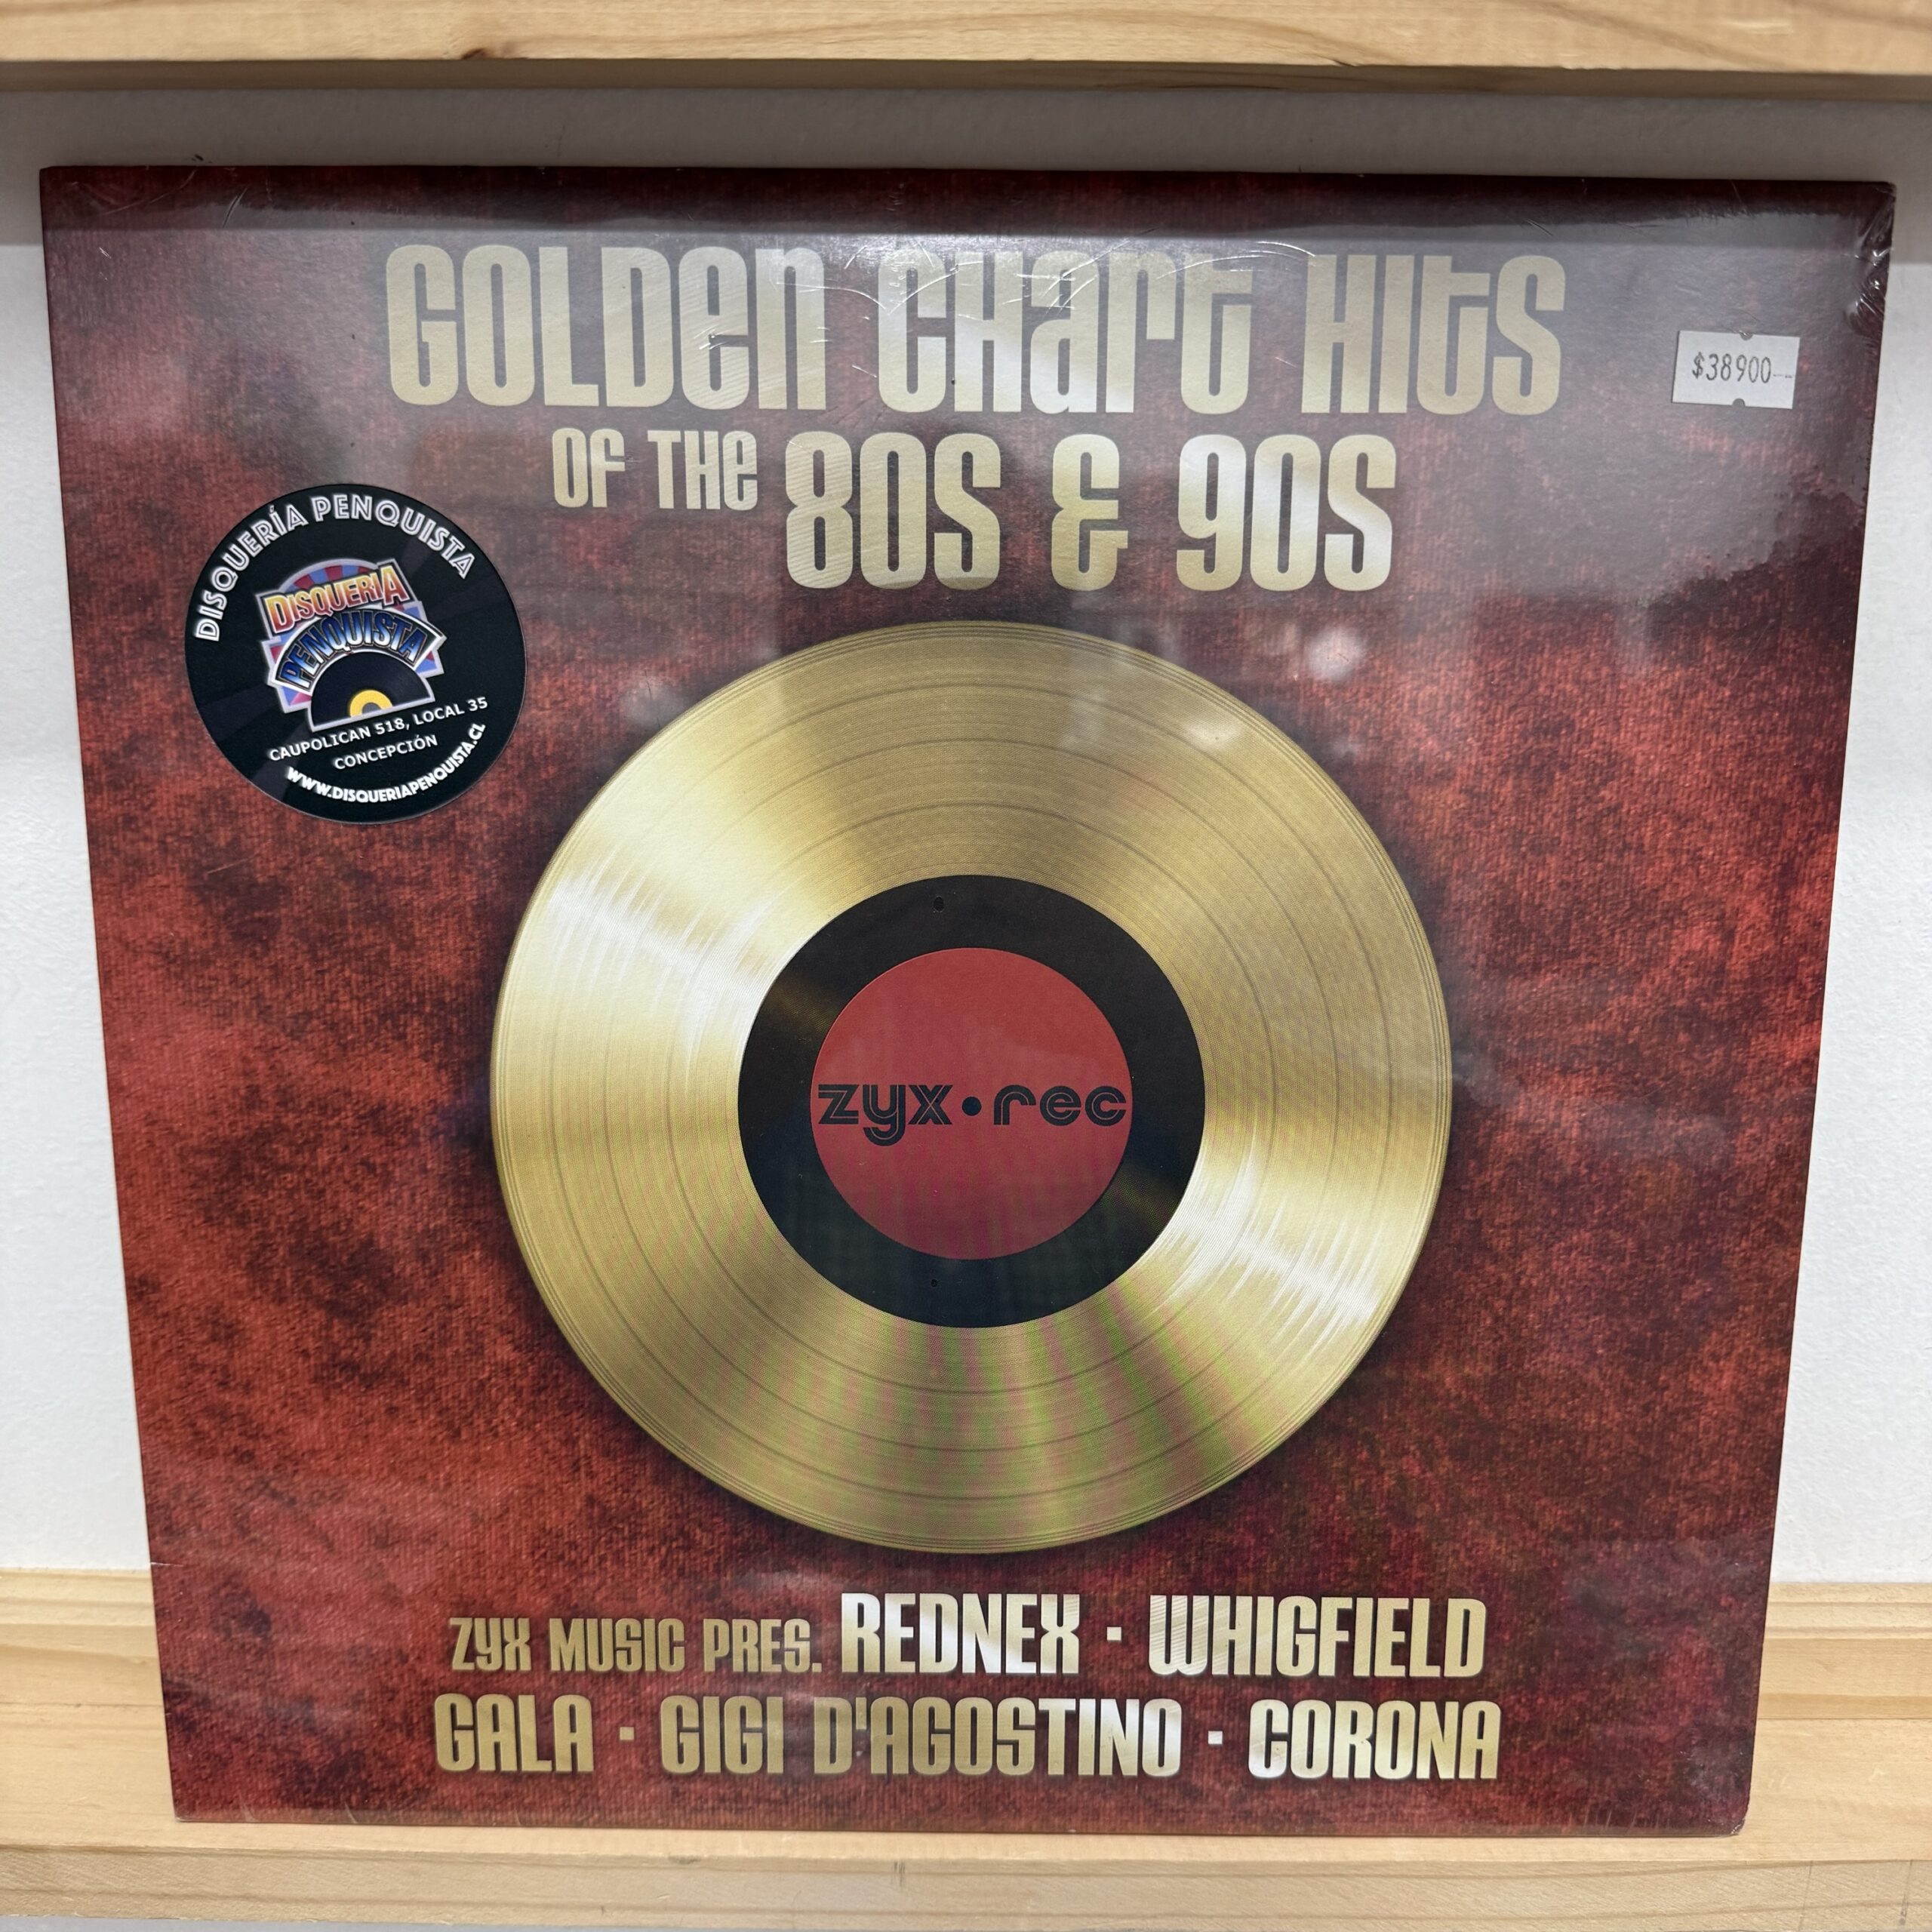 GOLDEN CHART HITS
OF THE 80S & 90S
$38900
DISQUERÍA PENQUISTA
DISQUERIA
PENQUISTA
CAUPOLICAN 518, LOCAL 35
CONCEPCIÓN
WWW.DISQUERIAPENQUISTA.CL
zyx•rec
ZYX MUSIC PRES. REDNEX · WHIGFIELD
GALA · GIGI D'AGOSTINO · CORONA